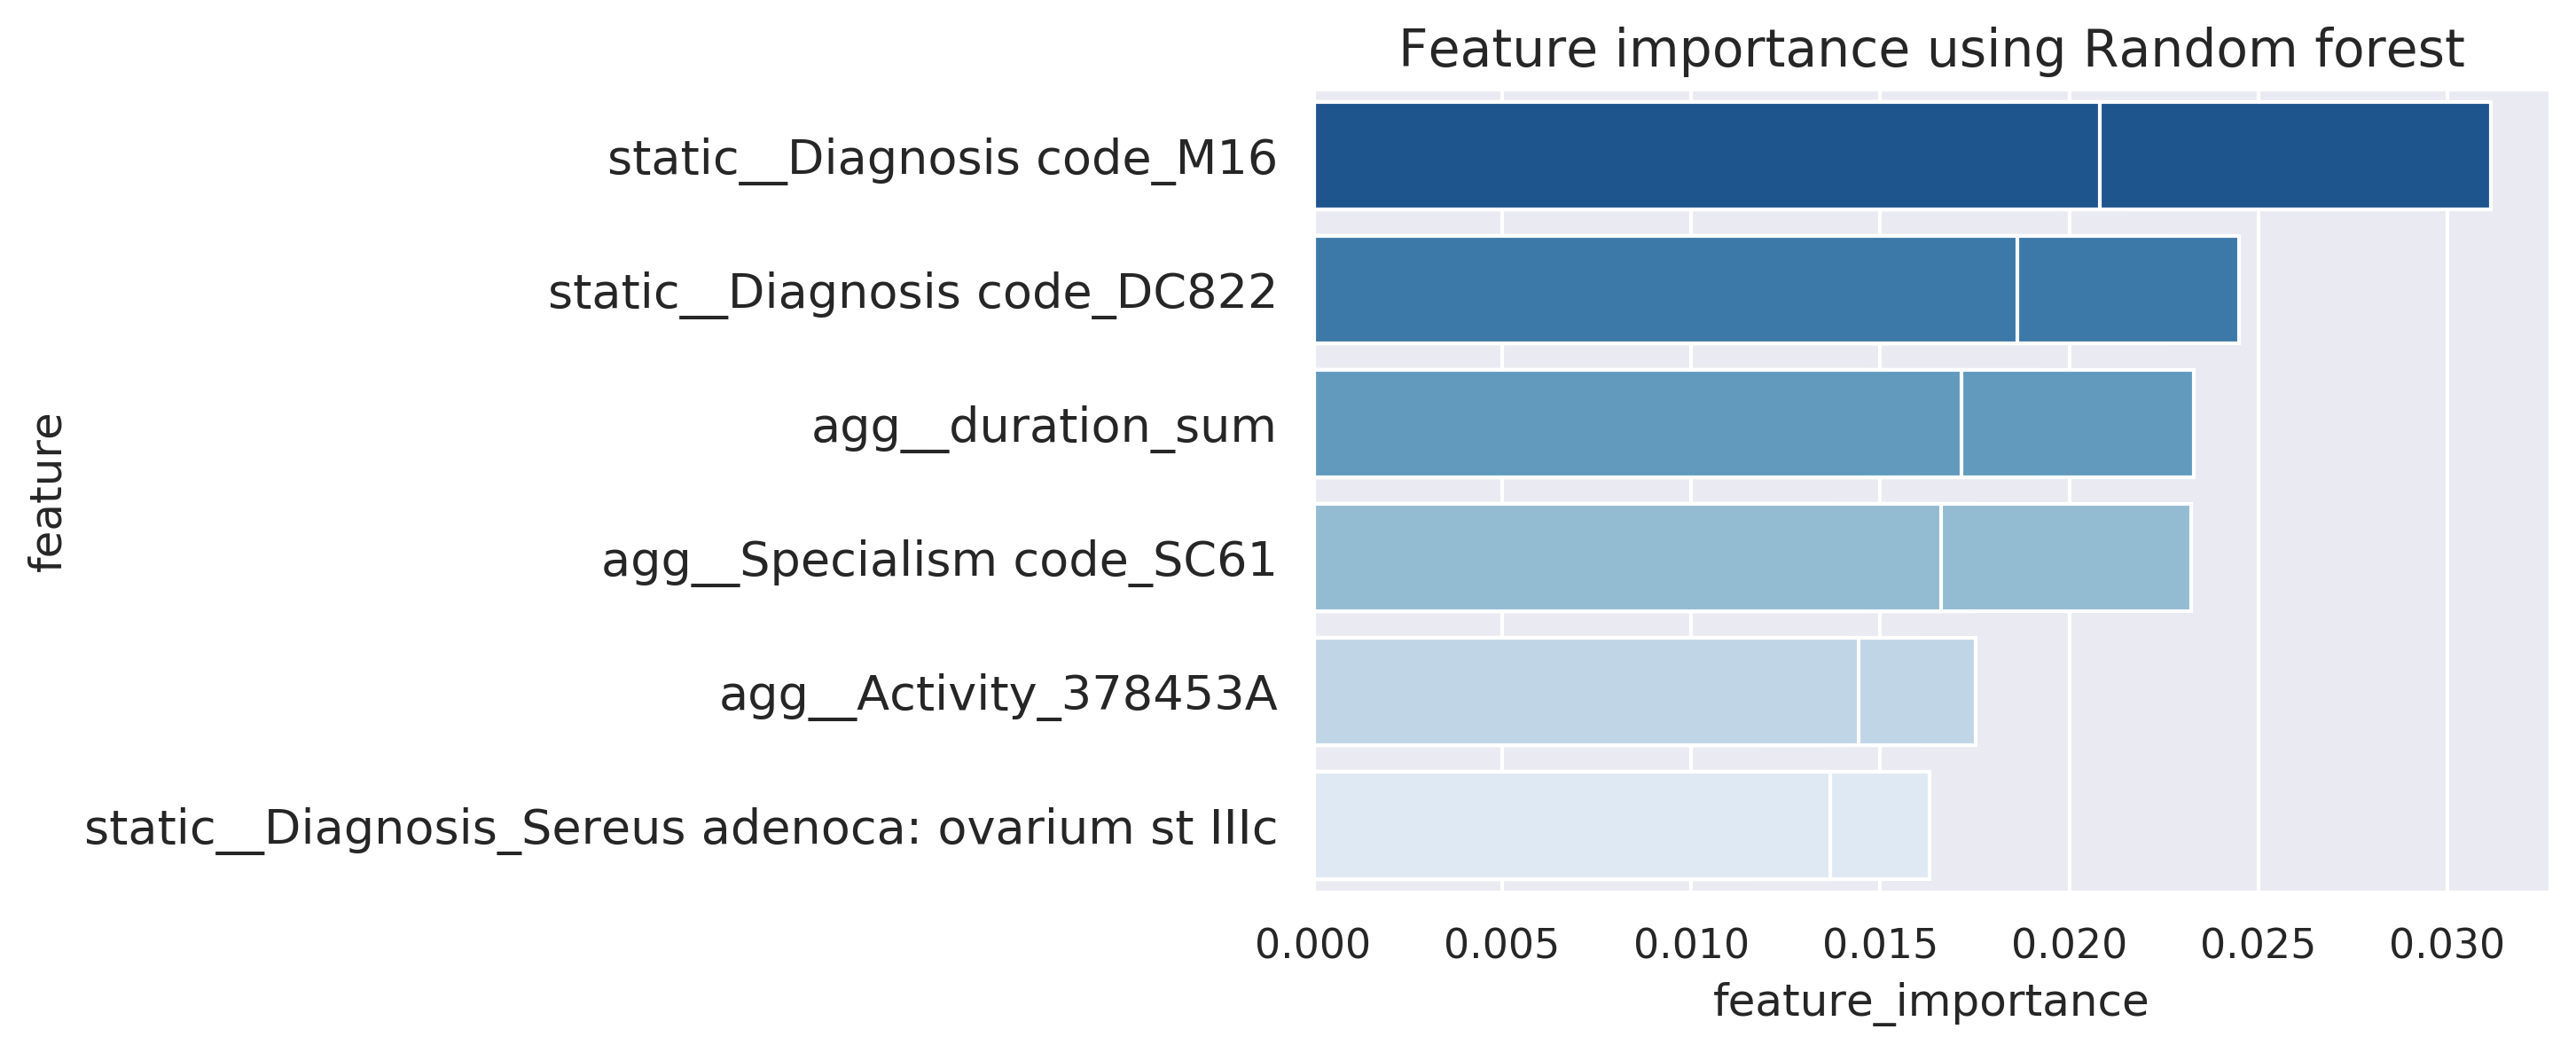 Feature importance using Random forest
static__Diagnosis code_M16
static__Diagnosis code_DC822
agg__duration_sum
agg__Specialism code_SC61
agg__Activity_378453A
static__Diagnosis_Sereus adenoca: ovarium st IIIc
feature
0.000 0.005 0.010 0.015 0.020 0.025 0.030
feature_importance